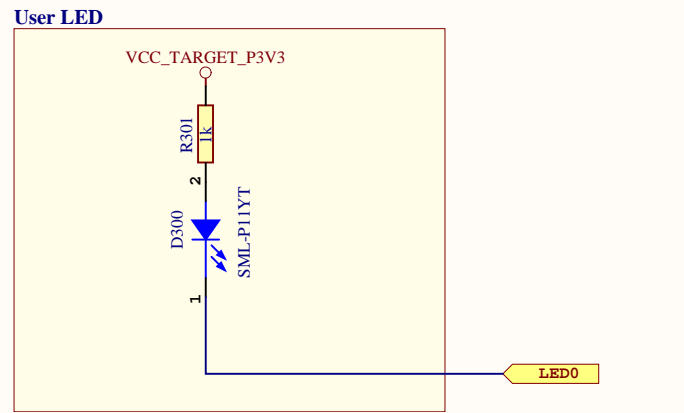 User LED
VCC_TARGET_P3V3
R301
1k
2
D300
SML-P11YT
1
LED0